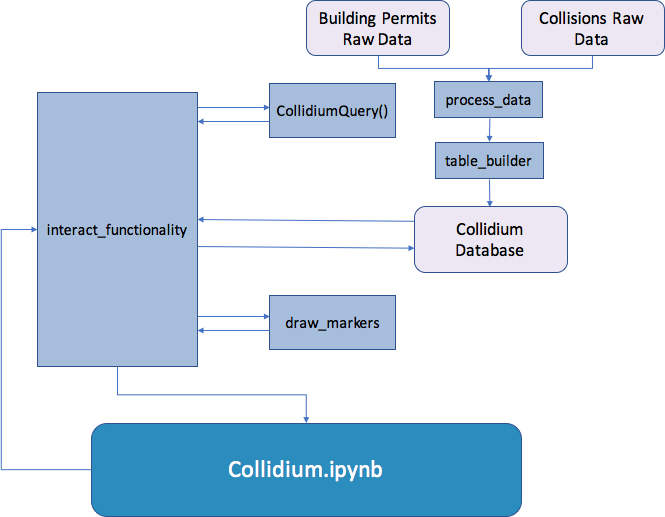 Building Permits
Raw Data
Collisions Raw
Data
process_data
CollidiumQuery()
table_builder
interact_functionality
Collidium
Database
draw_markers
Collidium.ipynb